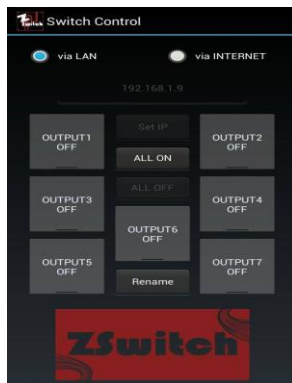 ZSwitch
Switch Control
via LAN
via INTERNET
192.168.1.9
OUTPUT1
OFF
Set IP
OUTPUT2
OFF
ALL ON
OUTPUT3
OFF
ALL OFF
OUTPUT4
OFF
OUTPUT6
OFF
OUTPUT5
OFF
Rename
OUTPUT7
OFF
ZSwitch